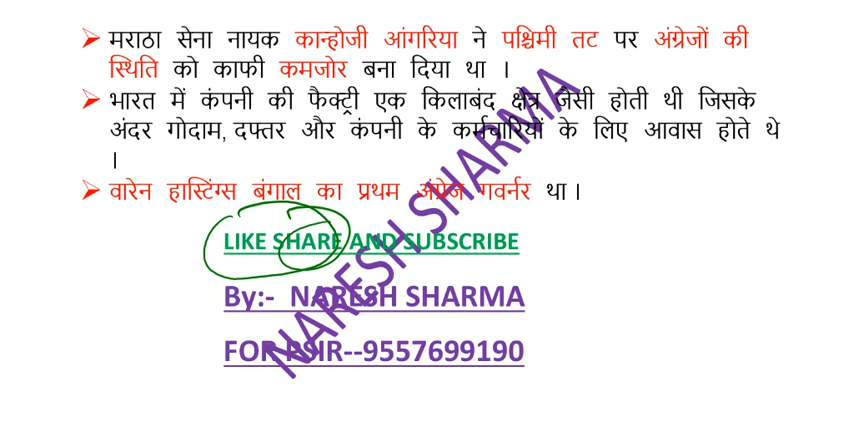 ➢ मराठा सेना नायक कान्होजी आंगरिया ने पश्चिमी तट पर अंग्रेजों की
स्थिति को काफी कमजोर बना दिया था ।
➢ भारत में कंपनी की फैक्ट्री एक किलाबंद क्षेत्र जैसी होती थी जिसके
अंदर गोदाम, दफ्तर और कंपनी के कर्मचारियों के लिए आवास होते थे
।
➢ वारेन हास्टिंग्स बंगाल का प्रथम अंग्रेज गवर्नर था ।
LIKE SHARE AND SUBSCRIBE
By:- NARESH SHARMA
FOR PSIR--9557699190
NARESH SHARMA